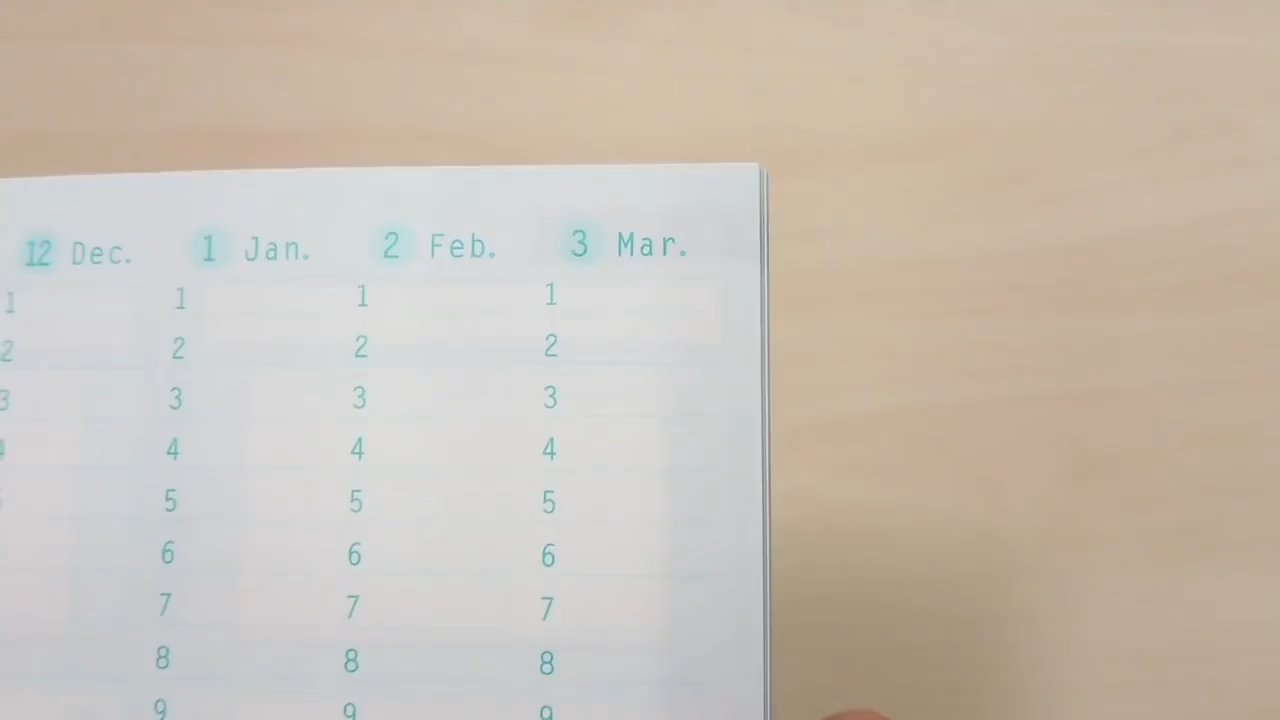 12 Dec. 1 Jan. 2 Feb. 3 Mar.
1 1 1 1
2 2 2 2
3 3 3 3
4 4 4 4
5 5 5
6 6 6
7 7 7
8 8 8
9 9 9